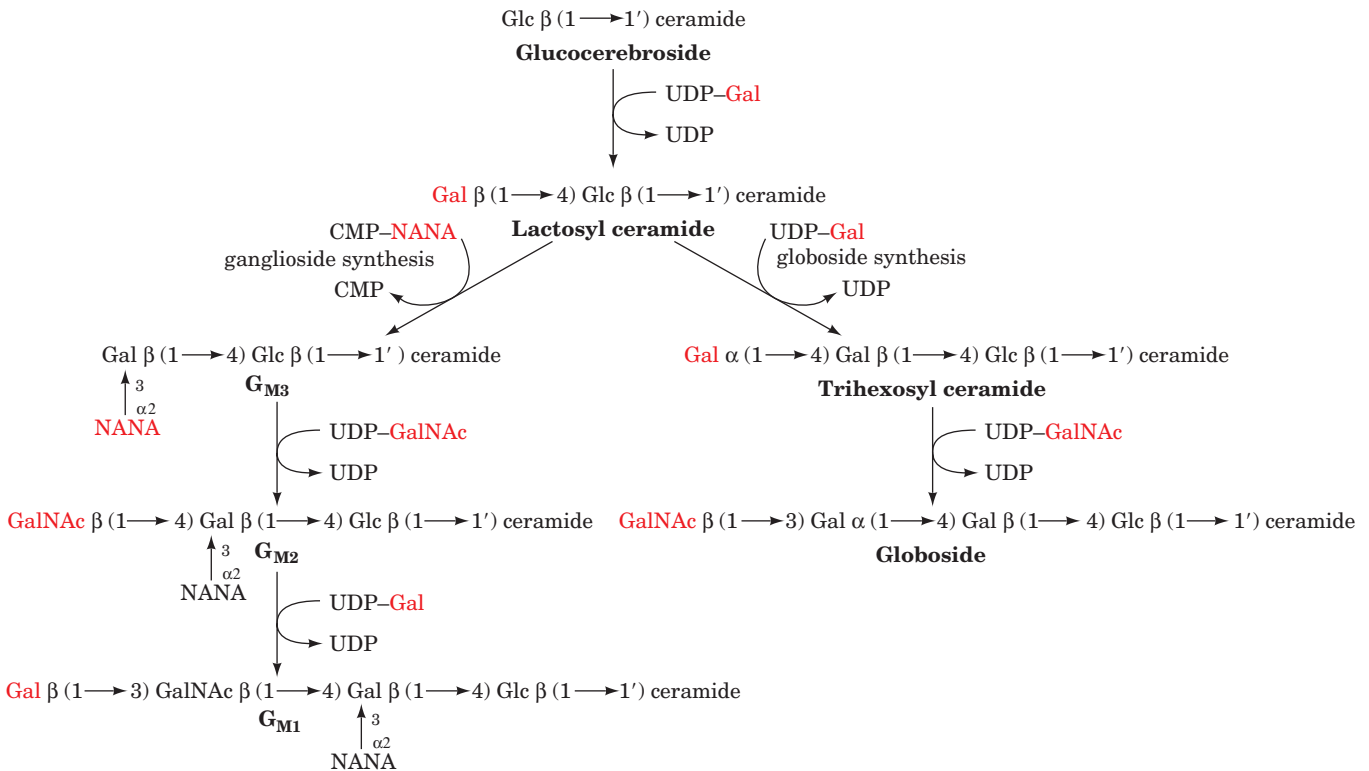 Glc β (1⟶1′) ceramide
Glucocerebroside
UDP–Gal
UDP
Gal β (1⟶4) Glc β (1⟶1′) ceramide
Lactosyl ceramide
CMP–NANA
ganglioside synthesis
CMP
UDP–Gal
globoside synthesis
UDP
Gal β (1⟶4) Glc β (1⟶1′ ) ceramide
3
α2
NANA
GM3
Gal α (1⟶4) Gal β (1⟶4) Glc β (1⟶1′)
Trihexosyl ceramide
UDP–GalNAc
UDP
UDP–GalNAc
UDP
GalNAc β (1⟶4) Gal β (1⟶4) Glc β (1⟶1′) ceramide
3
α2
NANA
GM2
GalNAc β (1⟶3) Gal α (1⟶4) Gal β (1⟶4) Glc β (1⟶1′) ceramide
Globoside
UDP–Gal
UDP
Gal β (1⟶3) GalNAc β (1⟶4) Gal β (1⟶4) Glc β (1⟶1′) ceramide
GM1
3
α2
NANA